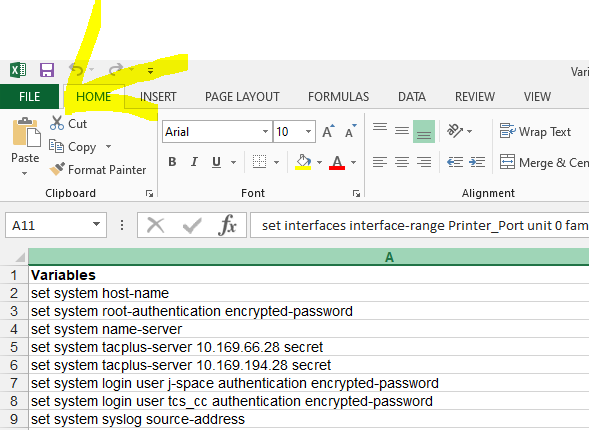 Vari
FILE HOME INSERT PAGE LAYOUT FORMULAS DATA REVIEW VIEW
Paste
Cut
Copy
Format Painter
Clipboard
Arial 10 A A
B I U A
Font
Wrap Text
Merge & Cen
Alignment
A11 fx set interfaces interface-range Printer_Port unit 0 fam
A
1 Variables
2 set system host-name
3 set system root-authentication encrypted-password
4 set system name-server
5 set system tacplus-server 10.169.66.28 secret
6 set system tacplus-server 10.169.194.28 secret
7 set system login user j-space authentication encrypted-password
8 set system login user tcs_cc authentication encrypted-password
9 set system syslog source-address